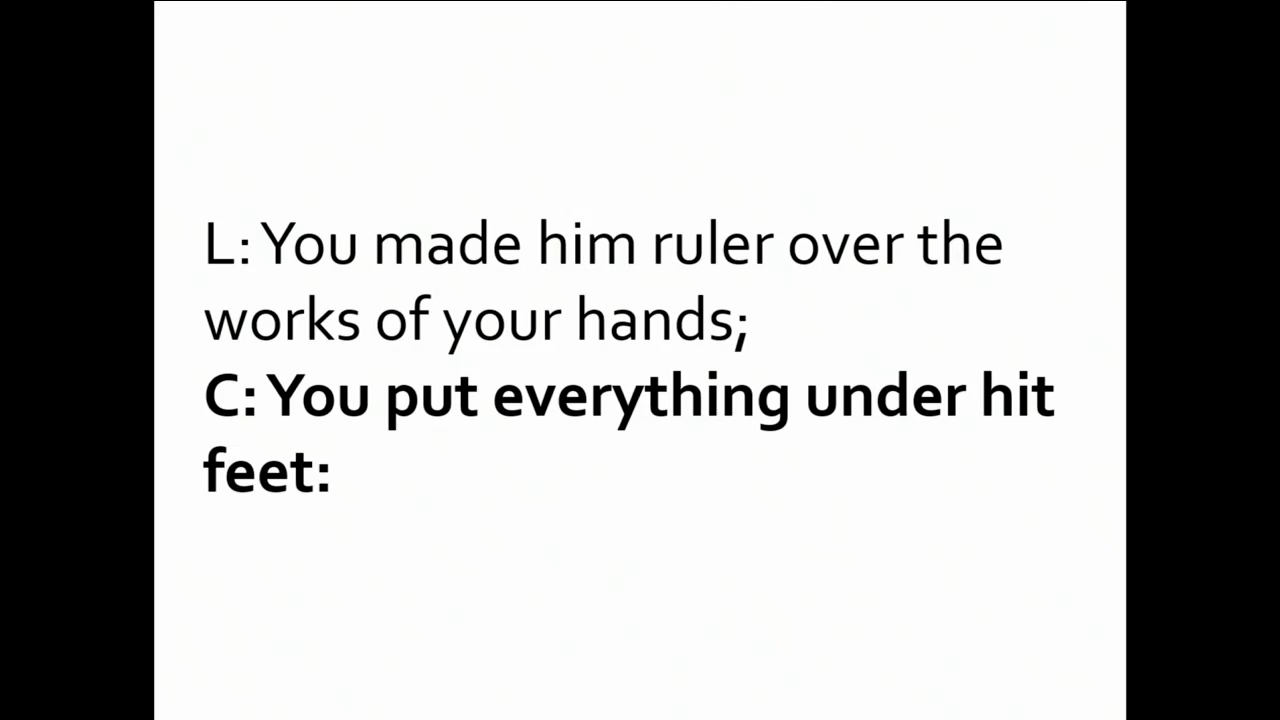 L: You made him ruler over the
works of your hands;
C: You put everything under hit
feet: